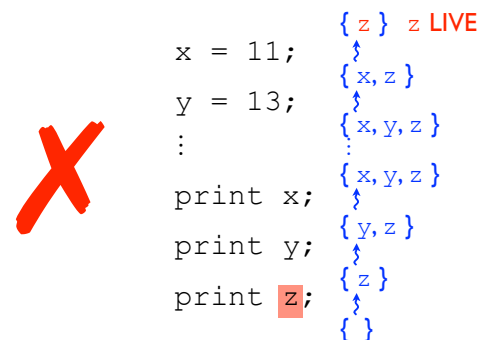 { z } z LIVE
x = 11;
{ x, z }
y = 13;
{ x, y, z }
⋮ ⋮
{ x, y, z }
print x;
{ y, z }
print y;
{ z }
print z;
{ }